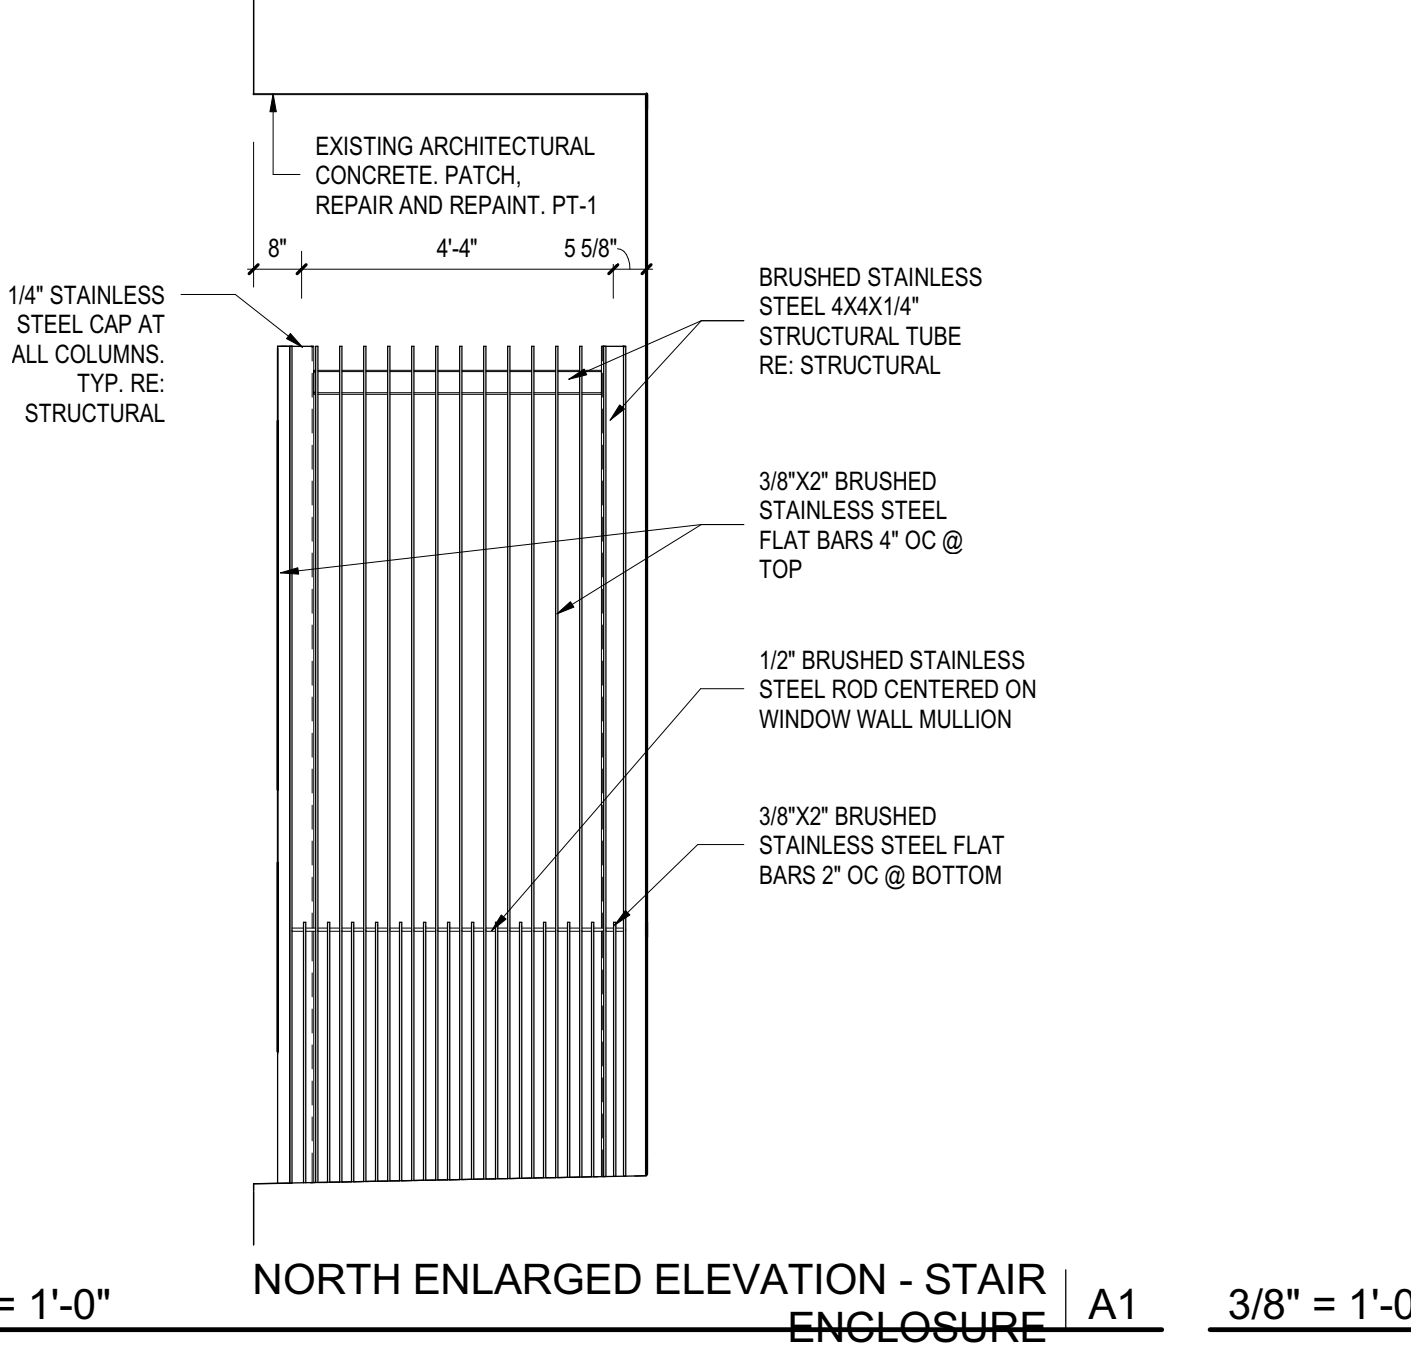 EXISTING ARCHITECTURAL
CONCRETE. PATCH,
REPAIR AND REPAINT. PT-1
8"
4'-4"
5 5/8"
1/4" STAINLESS
STEEL CAP AT
ALL COLUMNS.
TYP. RE:
STRUCTURAL
BRUSHED STAINLESS
STEEL 4X4X1/4"
STRUCTURAL TUBE
RE: STRUCTURAL
3/8"X2" BRUSHED
STAINLESS STEEL
FLAT BARS 4" OC @
TOP
1/2" BRUSHED STAINLESS
STEEL ROD CENTERED ON
WINDOW WALL MULLION
3/8"X2" BRUSHED
STAINLESS STEEL FLAT
BARS 2" OC @ BOTTOM
= 1'-0"
NORTH ENLARGED ELEVATION - STAIR
ENCLOSURE
A1
3/8" = 1'-0